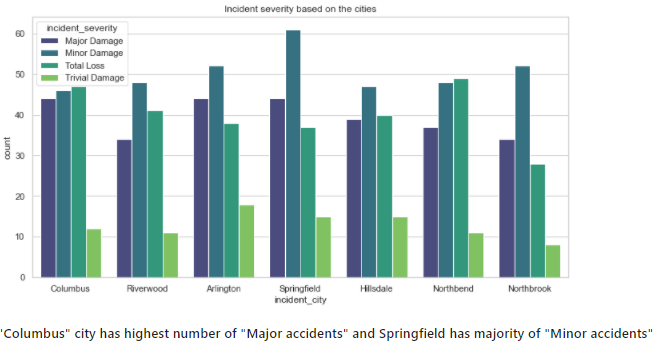 Incident severity based on the cities
incident_severity
Major Damage
Minor Damage
Total Loss
Trivial Damage
60
50
40
30
20
10
0
count
Columbus Riverwood Arlington Springfield Hillsdale Northbend Northbrook
incident_city
"Columbus" city has highest number of "Major accidents" and Springfield has majority of "Minor accidents"